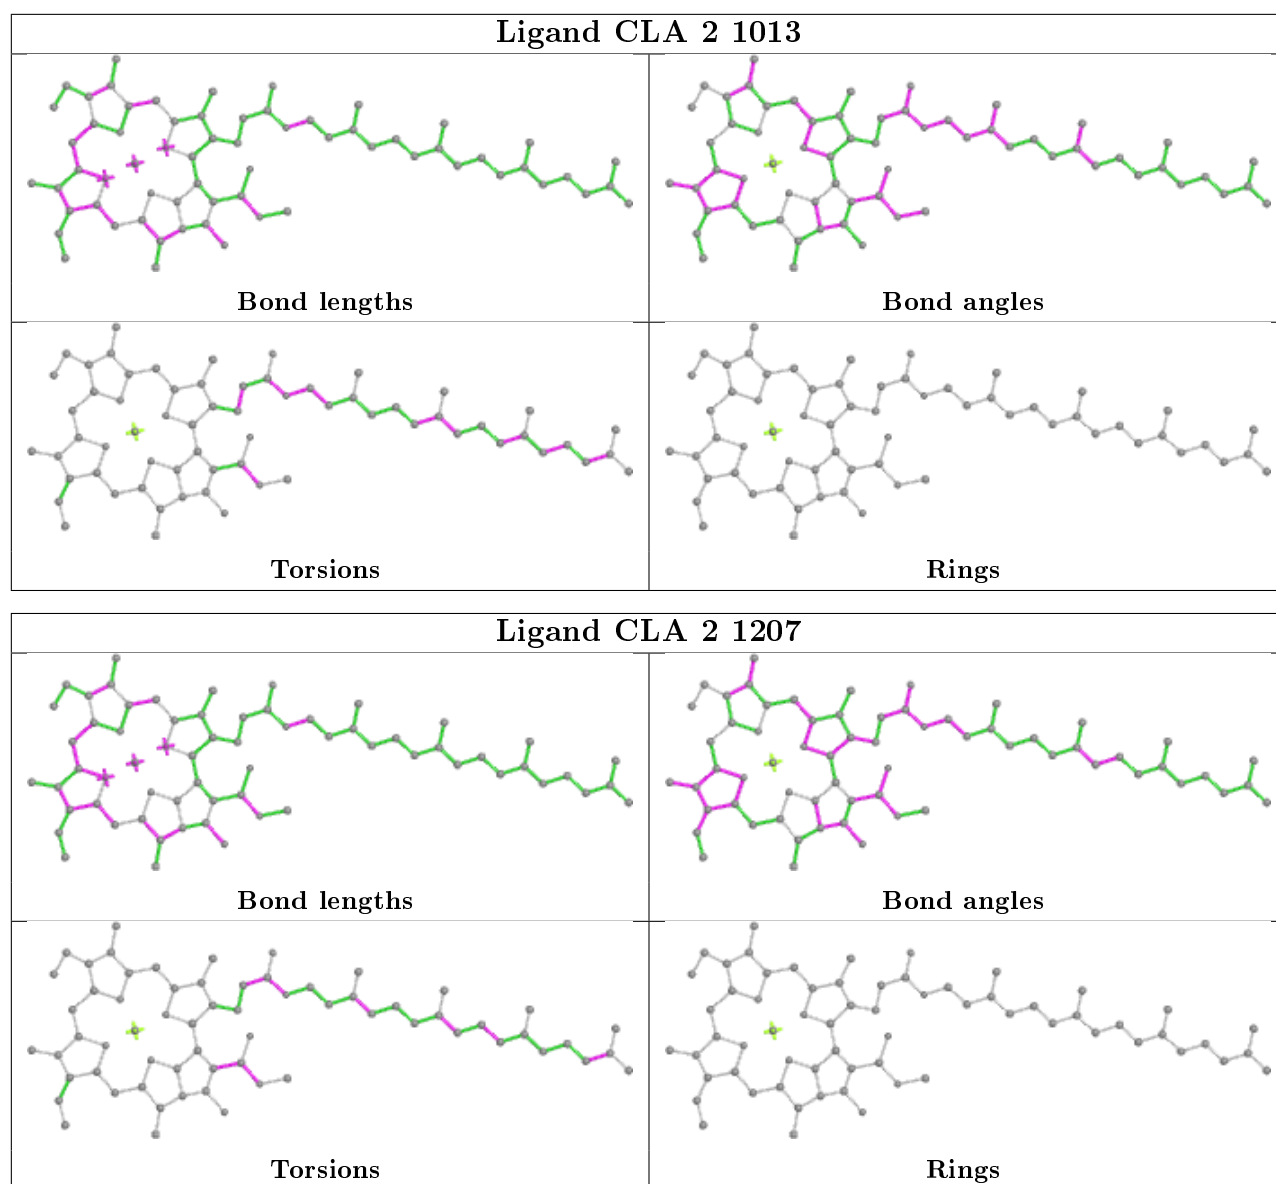 Ligand CLA 2 1013
Bond lengths
Bond angles
Torsions
Rings
Ligand CLA 2 1207
Bond lengths
Bond angles
Torsions
Rings